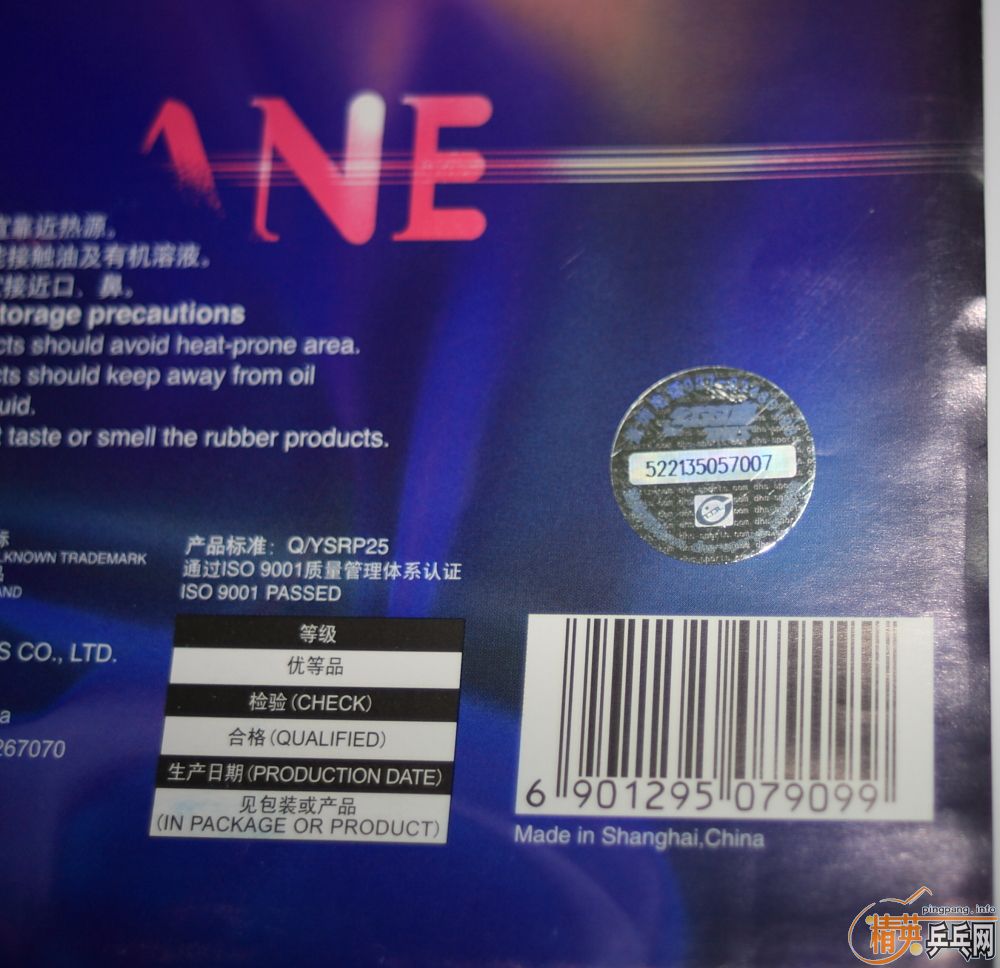 ANE
靠近热源。
接触油及有机溶液。
接近口、鼻。
torage precautions
cts should avoid heat-prone area.
cts should keep away from oil
uid.
taste or smell the rubber products.
522135057007
标
KNOWN TRADEMARK
品
AND
S CO., LTD.
a
267070
产品标准：Q/YSRP25
通过ISO 9001质量管理体系认证
ISO 9001 PASSED
等级
优等品
检验(CHECK)
合格(QUALIFIED)
生产日期(PRODUCTION DATE)
见包装或产品
(IN PACKAGE OR PRODUCT)
6 901295 079099
Made in Shanghai,China
pingpang.info
精英乒乓网